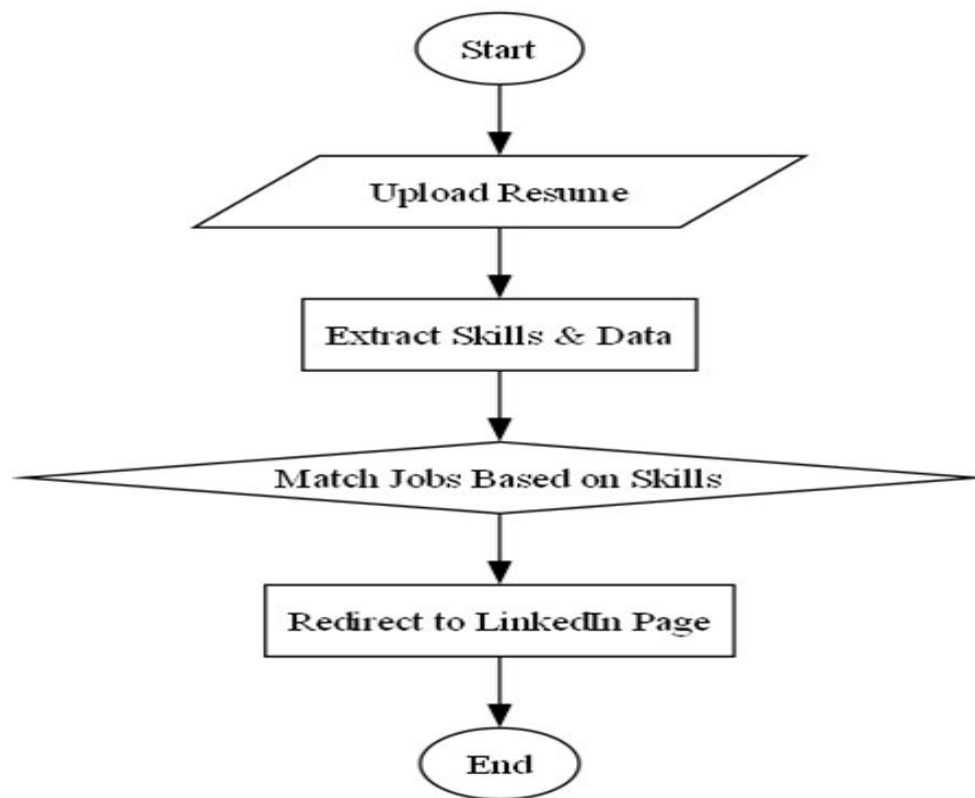 Start
Upload Resume
Extract Skills & Data
Match Jobs Based on Skills
Redirect to LinkedIn Page
End